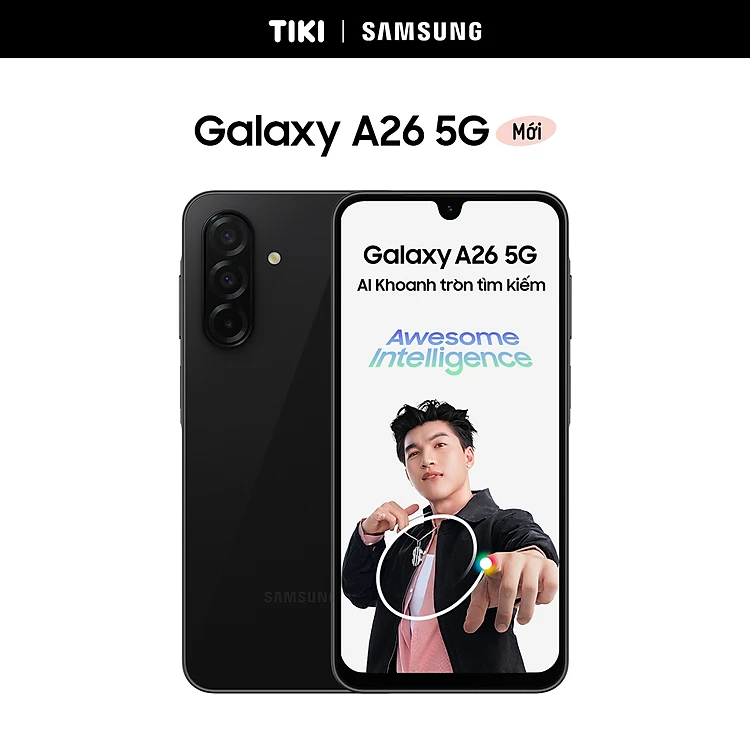 TIKI | SAMSUNG
Galaxy A26 5G Mới
Galaxy A26 5G
AI Khoanh tròn tìm kiếm
Awesome
Intelligence
SAMSUNG